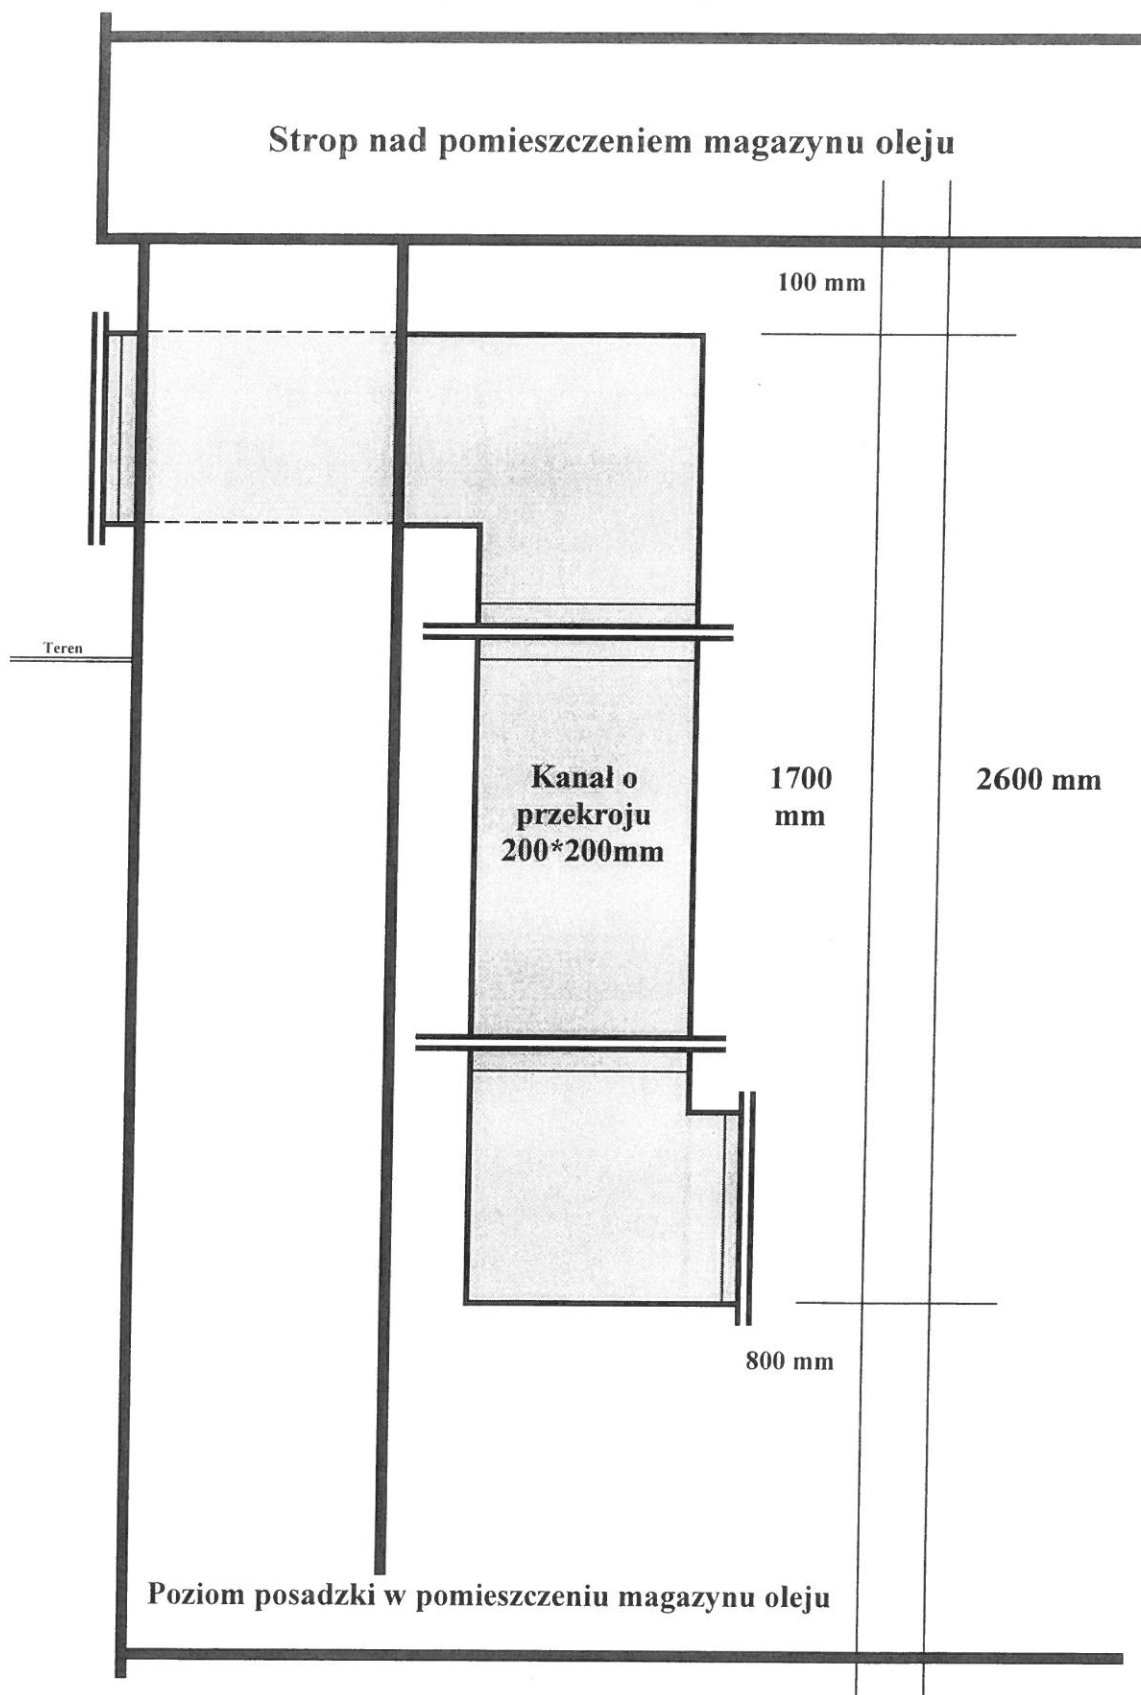 Strop nad pomieszczeniem magazynu oleju
100 mm
Teren
Kanał o
przekroju
200*200mm
1700
mm
2600 mm
800 mm
Poziom posadzki w pomieszczeniu magazynu oleju